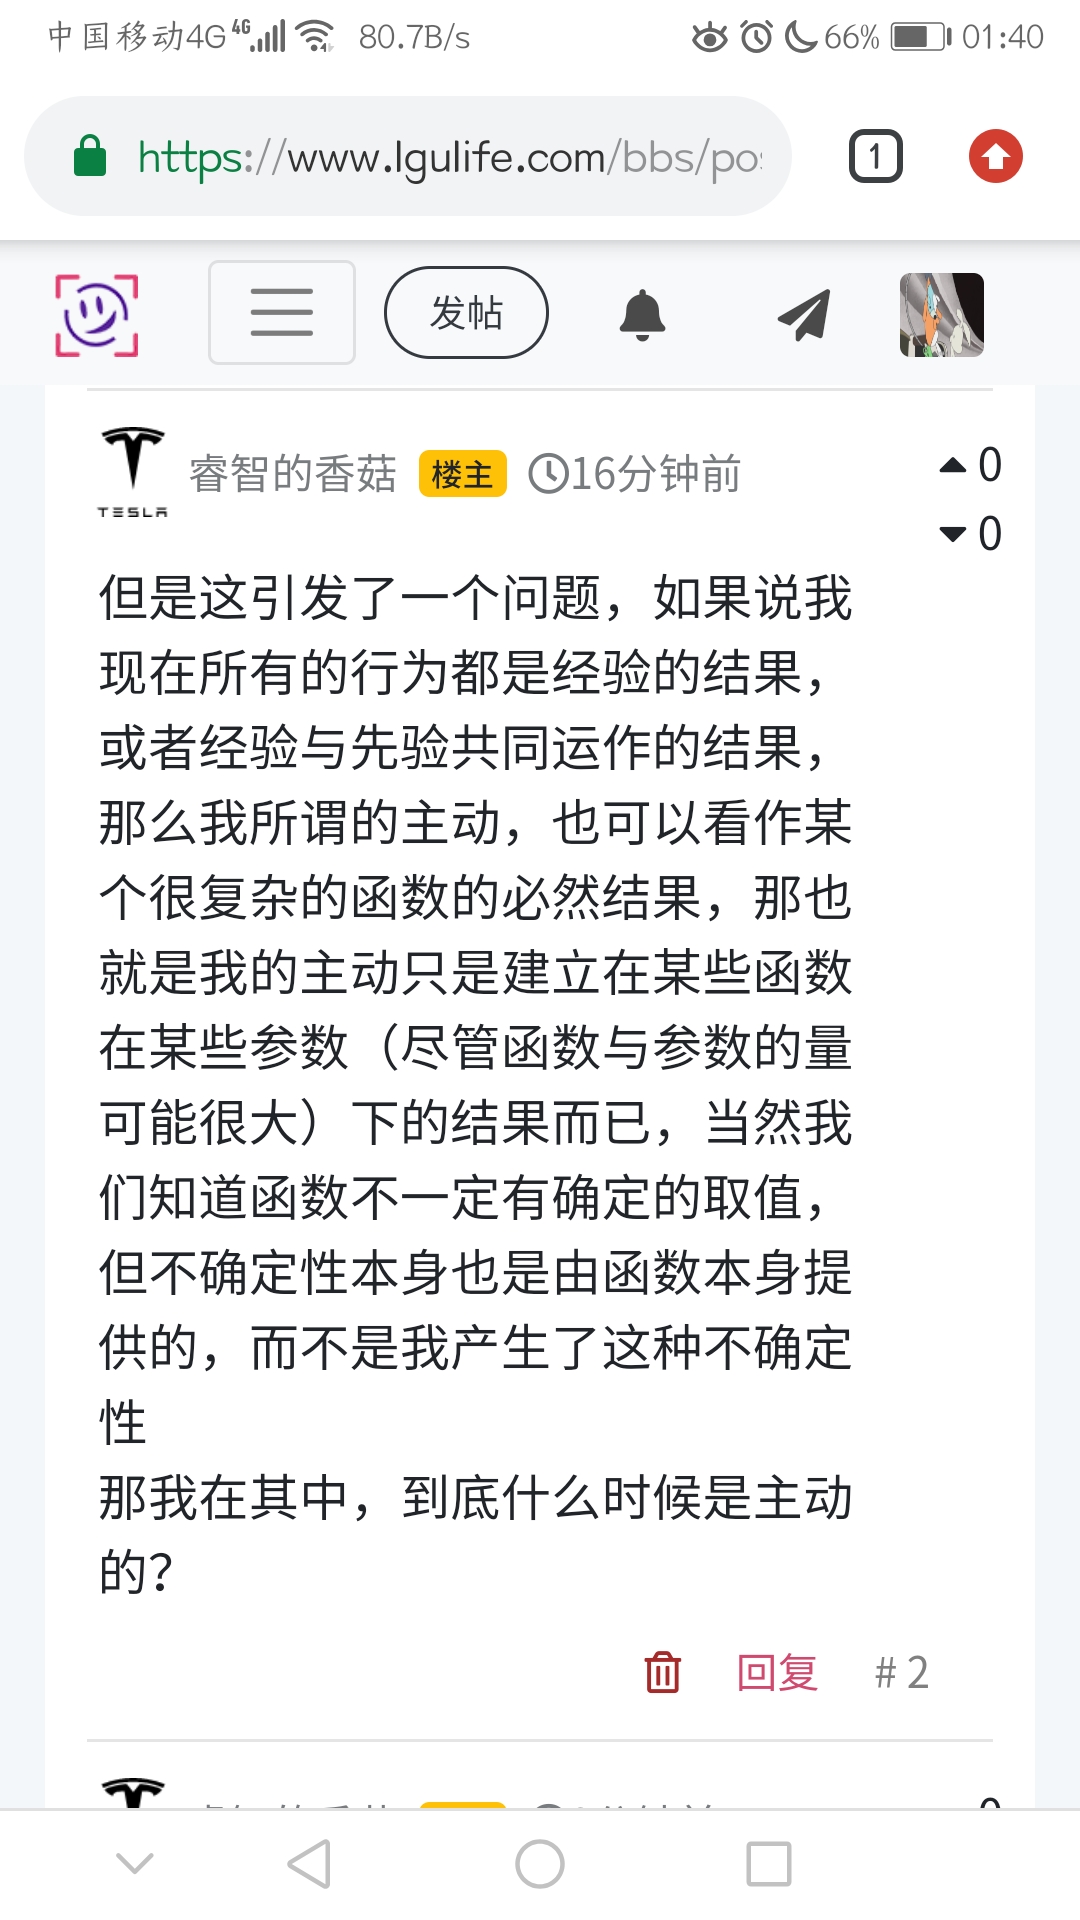 中国移动4G 4G 80.7B/s 66% 01:40
https://www.lgulife.com/bbs/po
1
发帖
TESLA
睿智的香菇 楼主 16分钟前
0
0
但是这引发了一个问题，如果说我
现在所有的行为都是经验的结果，
或者经验与先验共同运作的结果，
那么我所谓的主动，也可以看作某
个很复杂的函数的必然结果，那也
就是我的主动只是建立在某些函数
在某些参数（尽管函数与参数的量
可能很大）下的结果而已，当然我
们知道函数不一定有确定的取值，
但不确定性本身也是由函数本身提
供的，而不是我产生了这种不确定
性
那我在其中，到底什么时候是主动
的？
回复 # 2